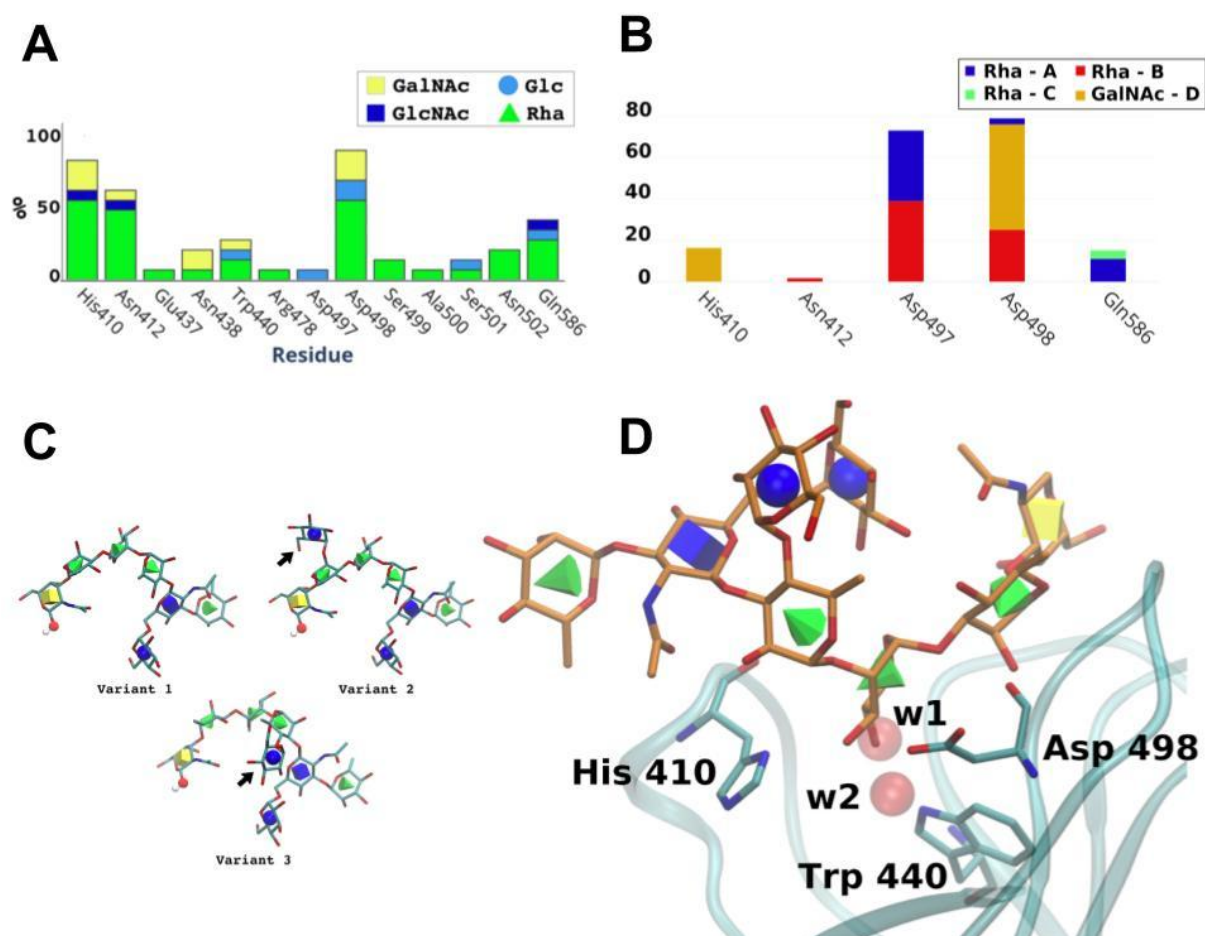 A
GalNAc Glc
GlcNAc Rha
100
50
0
%
His410
Asn412
Glu437
Asn438
Trp440
Arg478
Asp497
Asp498
Ser499
Ala500
Ser501
Asn502
Gln586
Residue
B
Rha - A Rha - B
Rha - C GalNAc - D
80
60
40
20
0
His410
Asn412
Asp497
Asp498
Gln586
C
Variant 1
Variant 2
Variant 3
D
w1
His 410
Asp 498
w2
Trp 440